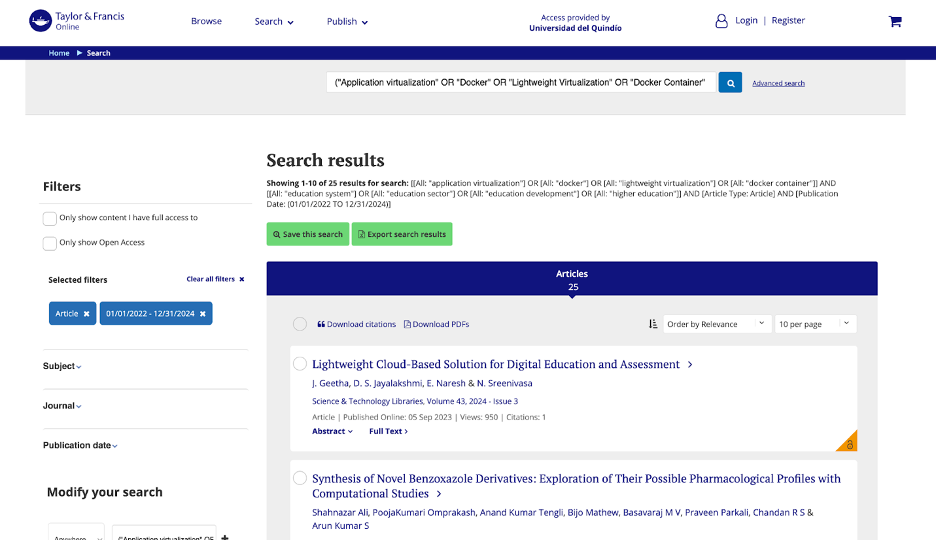 Taylor & Francis
Online
Browse
Search
Publish
Access provided by
Universidad del Quindío
Login | Register
Home ▶ Search
("Application virtualization" OR "Docker" OR "Lightweight Virtualization" OR "Docker Container"
Advanced search
Search results
Showing 1-10 of 25 results for search: [[All: "application virtualization"] OR [All: "docker"] OR [All: "lightweight virtualization"] OR [All: "docker container"]] AND
[[All: "education system"] OR [All: "education sector"] OR [All: "education development"] OR [All: "higher education"]] AND [Article Type: Article] AND [Publication
Date: (01/01/2022 TO 12/31/2024)]
Save this search
Export search results
Filters
Only show content I have full access to
Only show Open Access
Selected filters
Clear all filters ×
Article ×
01/01/2022 - 12/31/2024 ×
Subject
Journal
Publication date
Modify your search
Anywhere
("Application virtualization" OR
Articles
25
Download citations
Download PDFs
Order by Relevance
10 per page
Lightweight Cloud-Based Solution for Digital Education and Assessment >
J. Geetha, D. S. Jayalakshmi, E. Naresh & N. Sreenivasa
Science & Technology Libraries, Volume 43, 2024 - Issue 3
Article | Published Online: 05 Sep 2023 | Views: 950 | Citations: 1
Abstract
Full Text >
Synthesis of Novel Benzoxazole Derivatives: Exploration of Their Possible Pharmacological Profiles with
Computational Studies >
Shahnazar Ali, PoojaKumari Omprakash, Anand Kumar Tengli, Bijo Mathew, Basavaraj M V, Praveen Parkali, Chandan R S &
Arun Kumar S